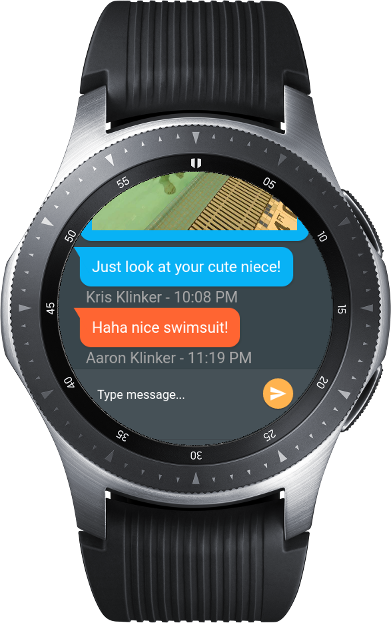 55
05
50
10
Just look at your cute niece!
Kris Klinker - 10:08 PM
45
15
Haha nice swimsuit!
Aaron Klinker - 11:19 PM
40
20
Type message...
35
25
30